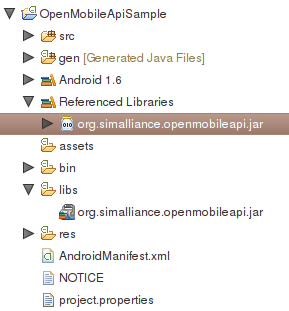 OpenMobileApiSample
src
gen [Generated Java Files]
Android 1.6
Referenced Libraries
org.simalliance.openmobileapi.jar
assets
bin
libs
org.simalliance.openmobileapi.jar
res
AndroidManifest.xml
NOTICE
project.properties